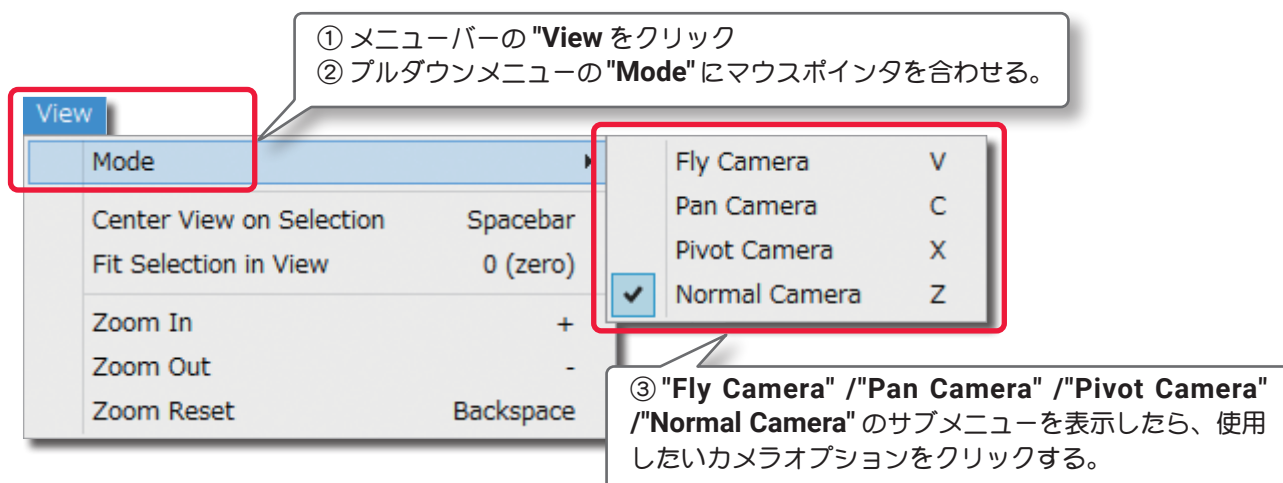 ① メニューバーの "View をクリック
② プルダウンメニューの "Mode" にマウスポインタを合わせる。
View
Mode
Center View on Selection Spacebar
Fit Selection in View 0 (zero)
Zoom In +
Zoom Out -
Zoom Reset Backspace
Fly Camera V
Pan Camera C
Pivot Camera X
Normal Camera Z
③ "Fly Camera" /"Pan Camera" /"Pivot Camera"
/"Normal Camera" のサブメニューを表示したら、使用
したいカメラオプションをクリックする。